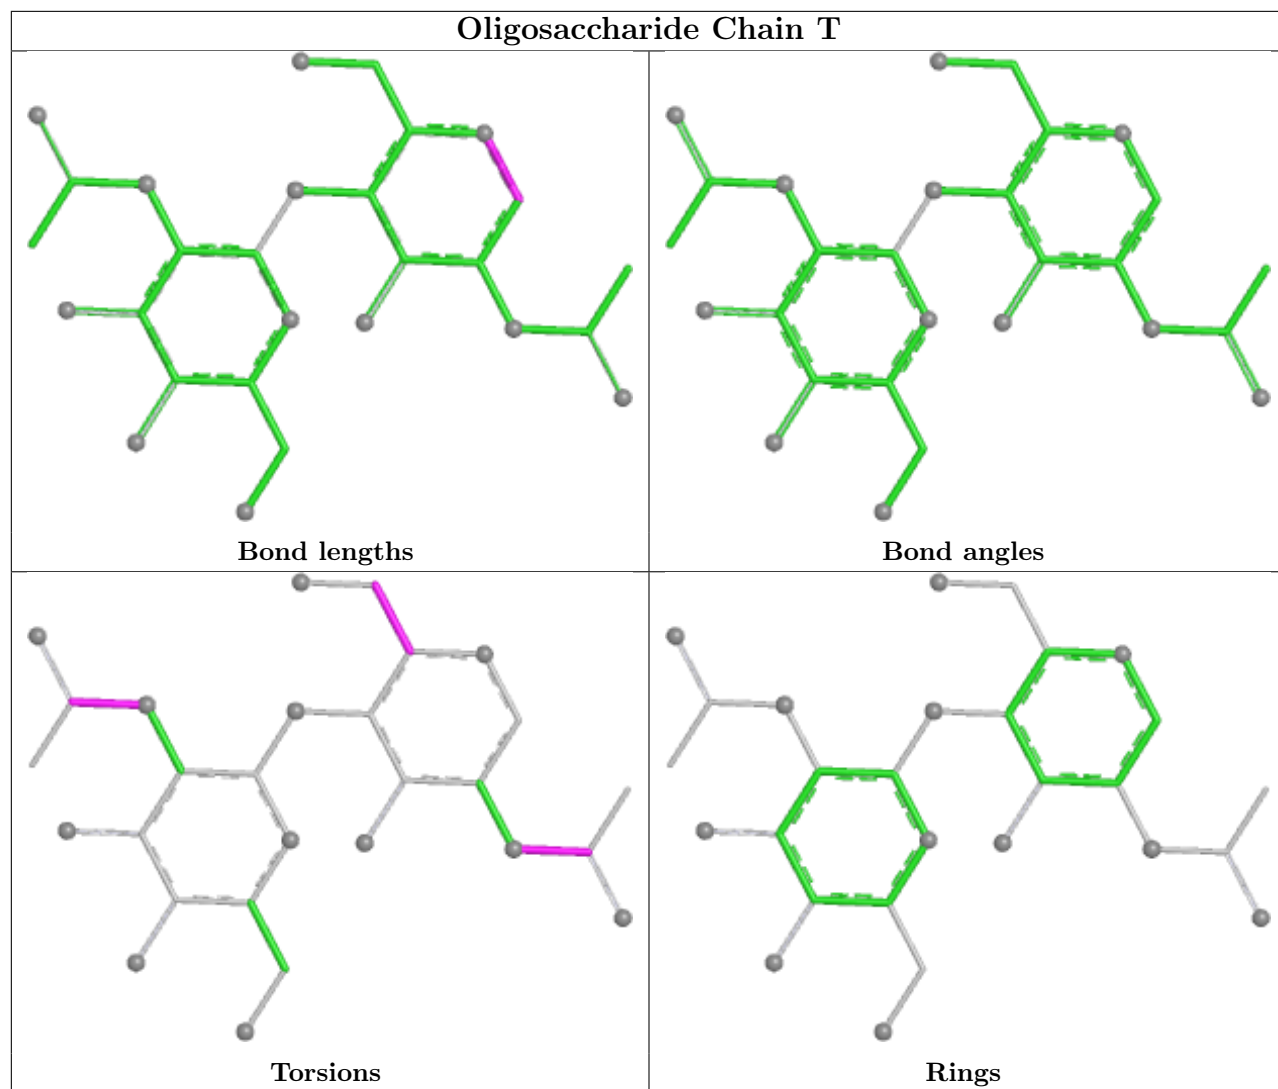 Oligosaccharide Chain T
Bond lengths
Bond angles
Torsions
Rings